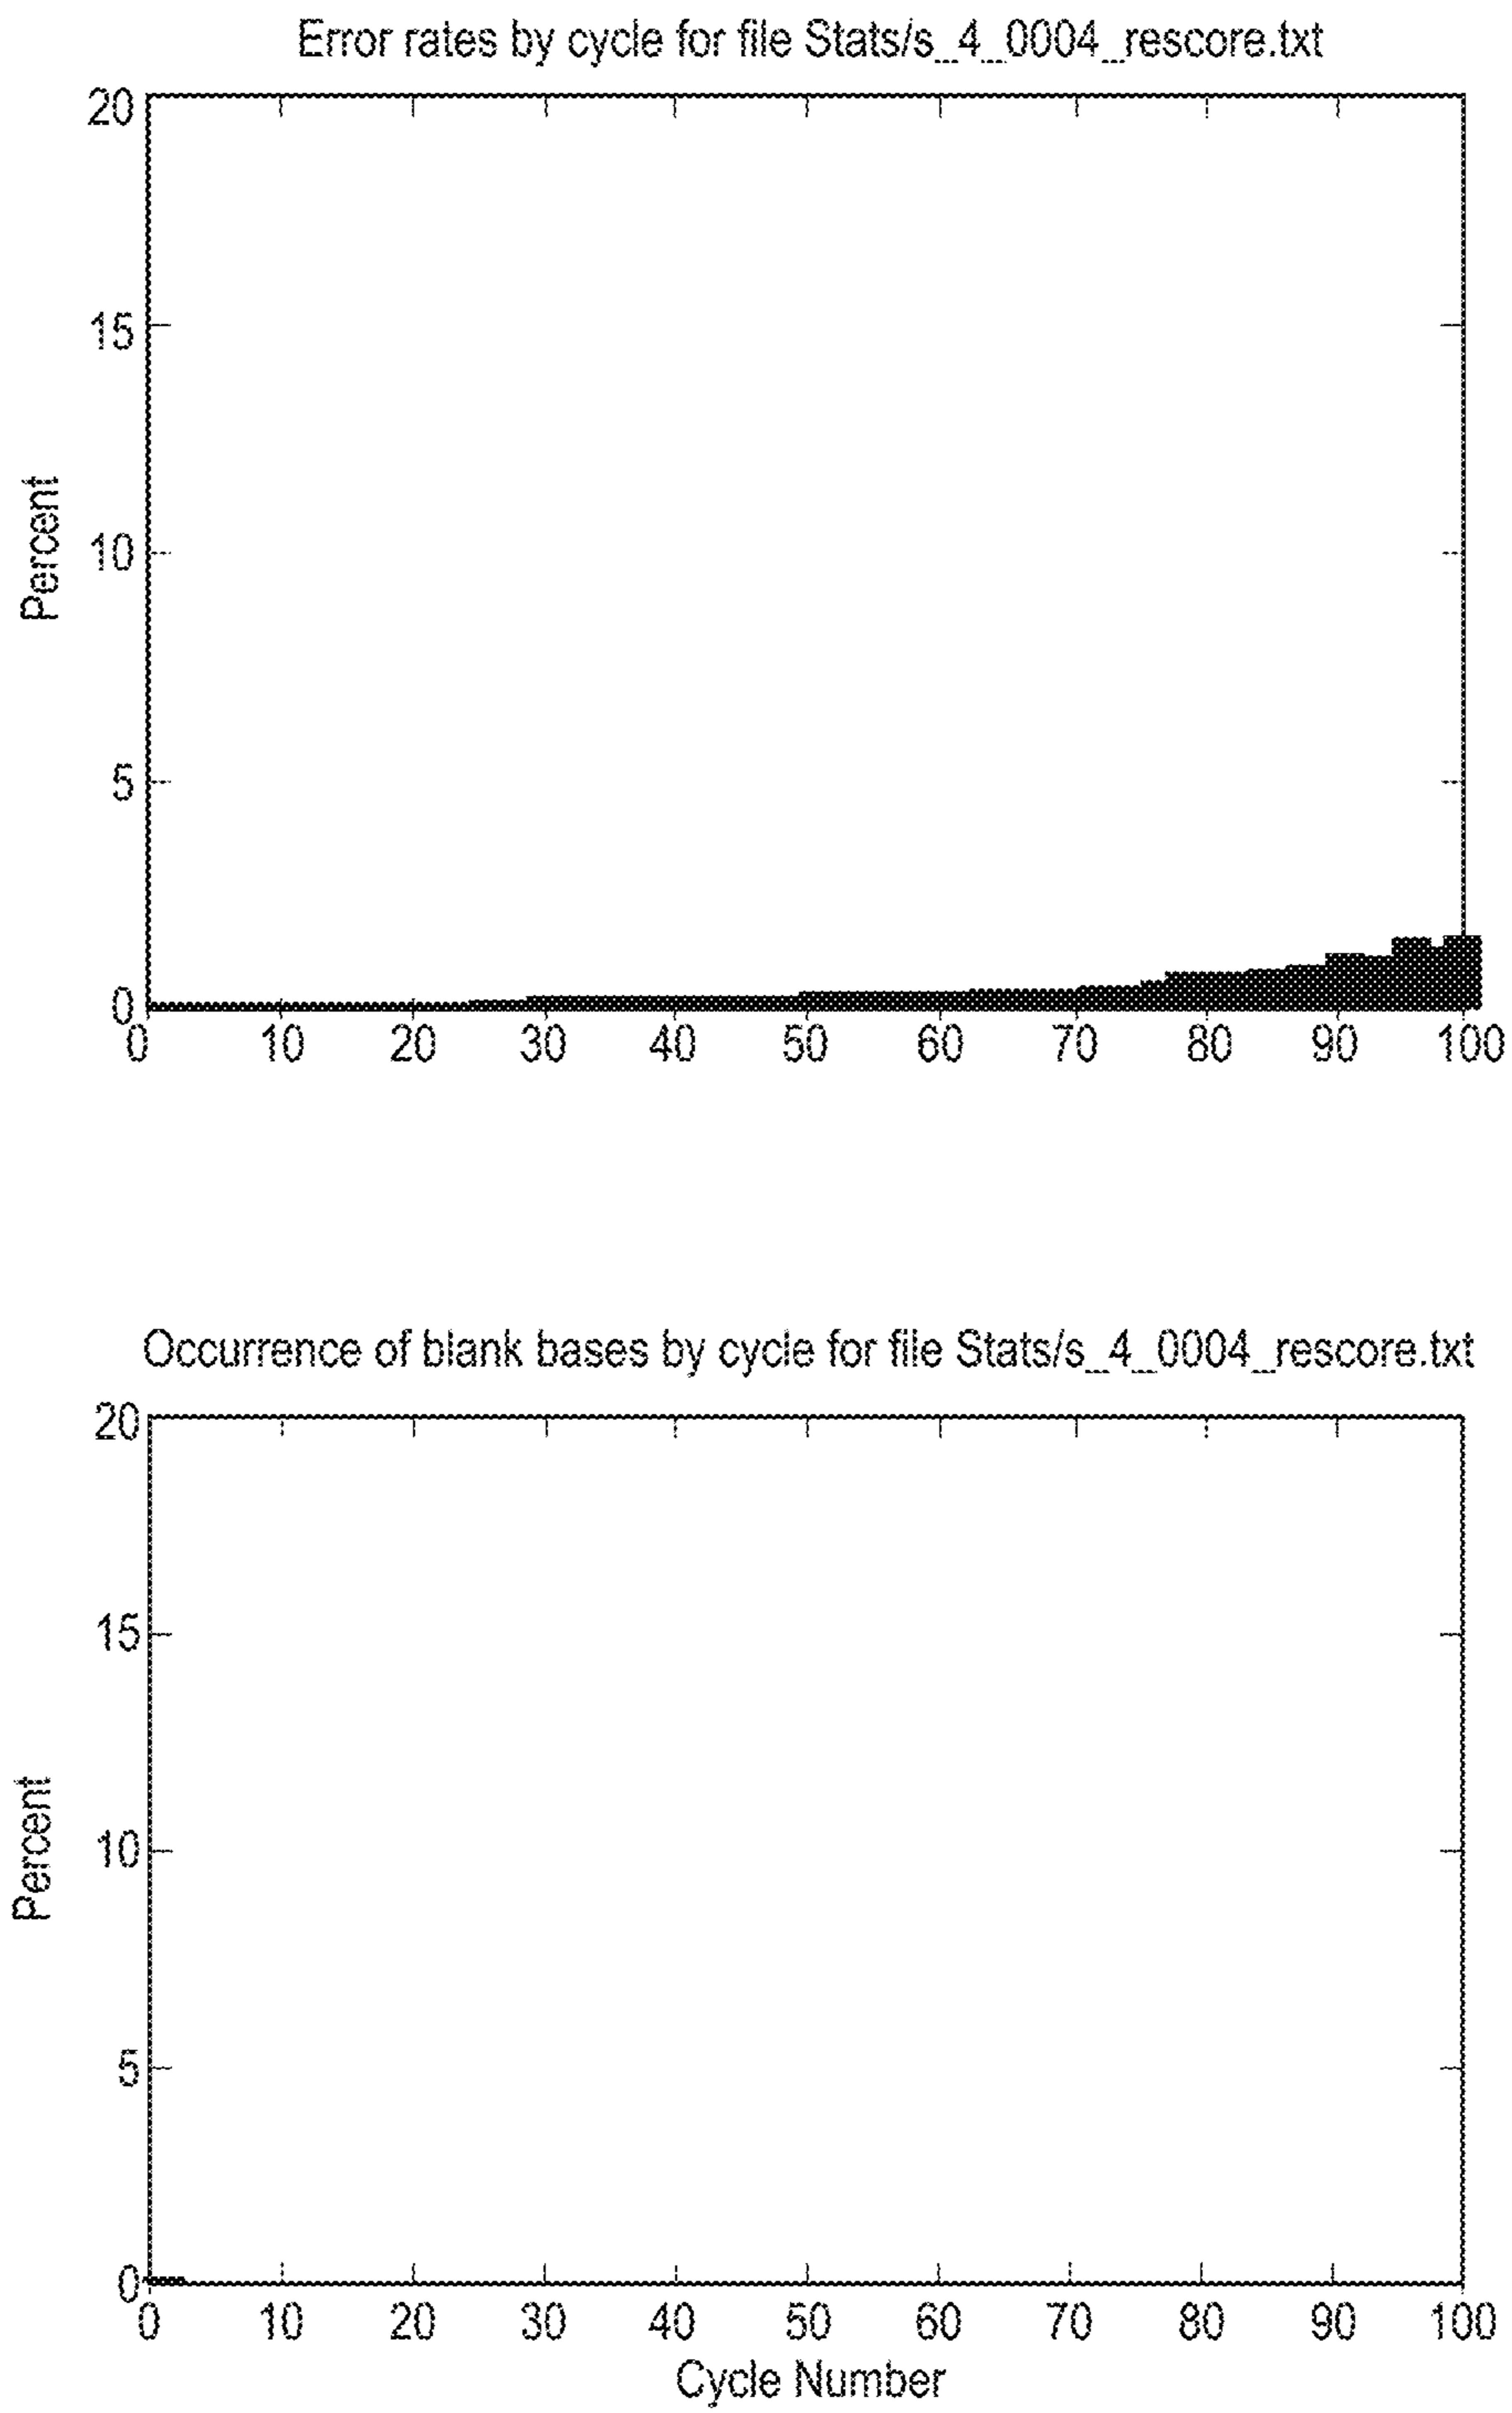 Error rates by cycle for file Stats/s_4_0004_rescore.txt
20
15
10
5
0
Percent
0 10 20 30 40 50 60 70 80 90 100
Occurrence of blank bases by cycle for file Stats/s_4_0004_rescore.txt
20
15
10
5
0
Percent
0 10 20 30 40 50 60 70 80 90 100
Cycle Number